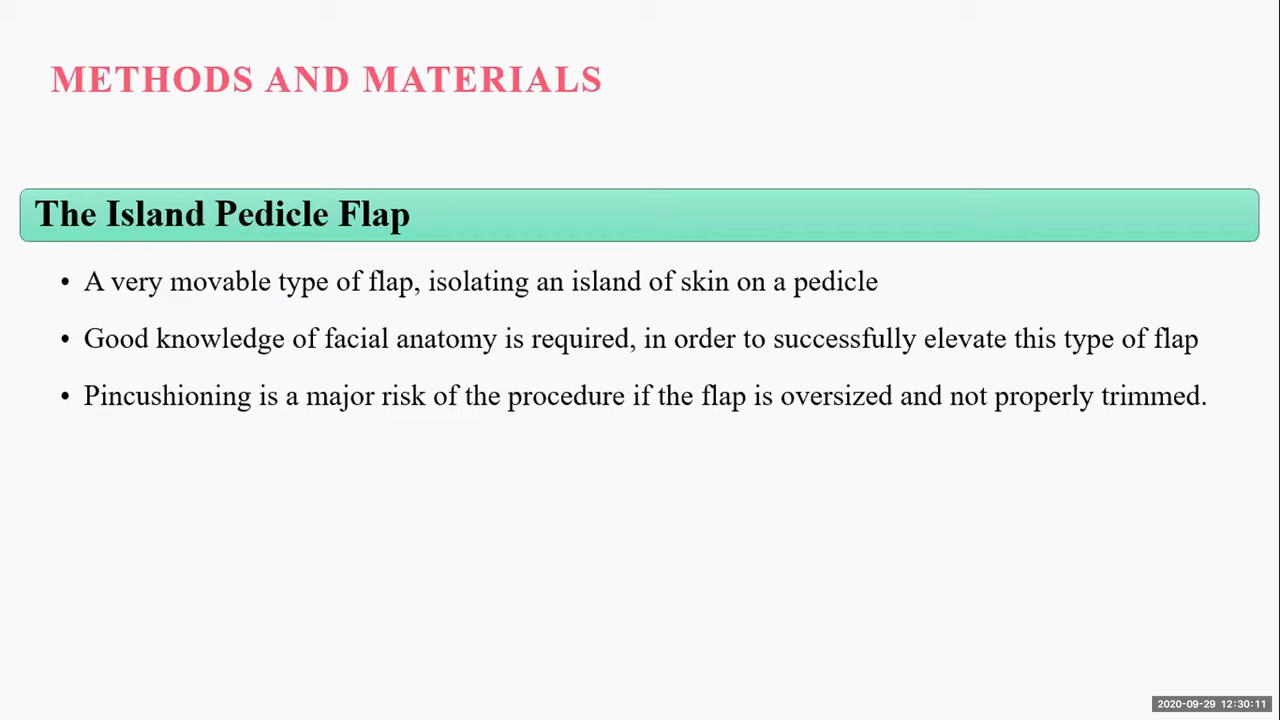 METHODS AND MATERIALS
The Island Pedicle Flap
• A very movable type of flap, isolating an island of skin on a pedicle
• Good knowledge of facial anatomy is required, in order to successfully elevate this type of flap
• Pincushioning is a major risk of the procedure if the flap is oversized and not properly trimmed.
2020-09-29 12:30:11